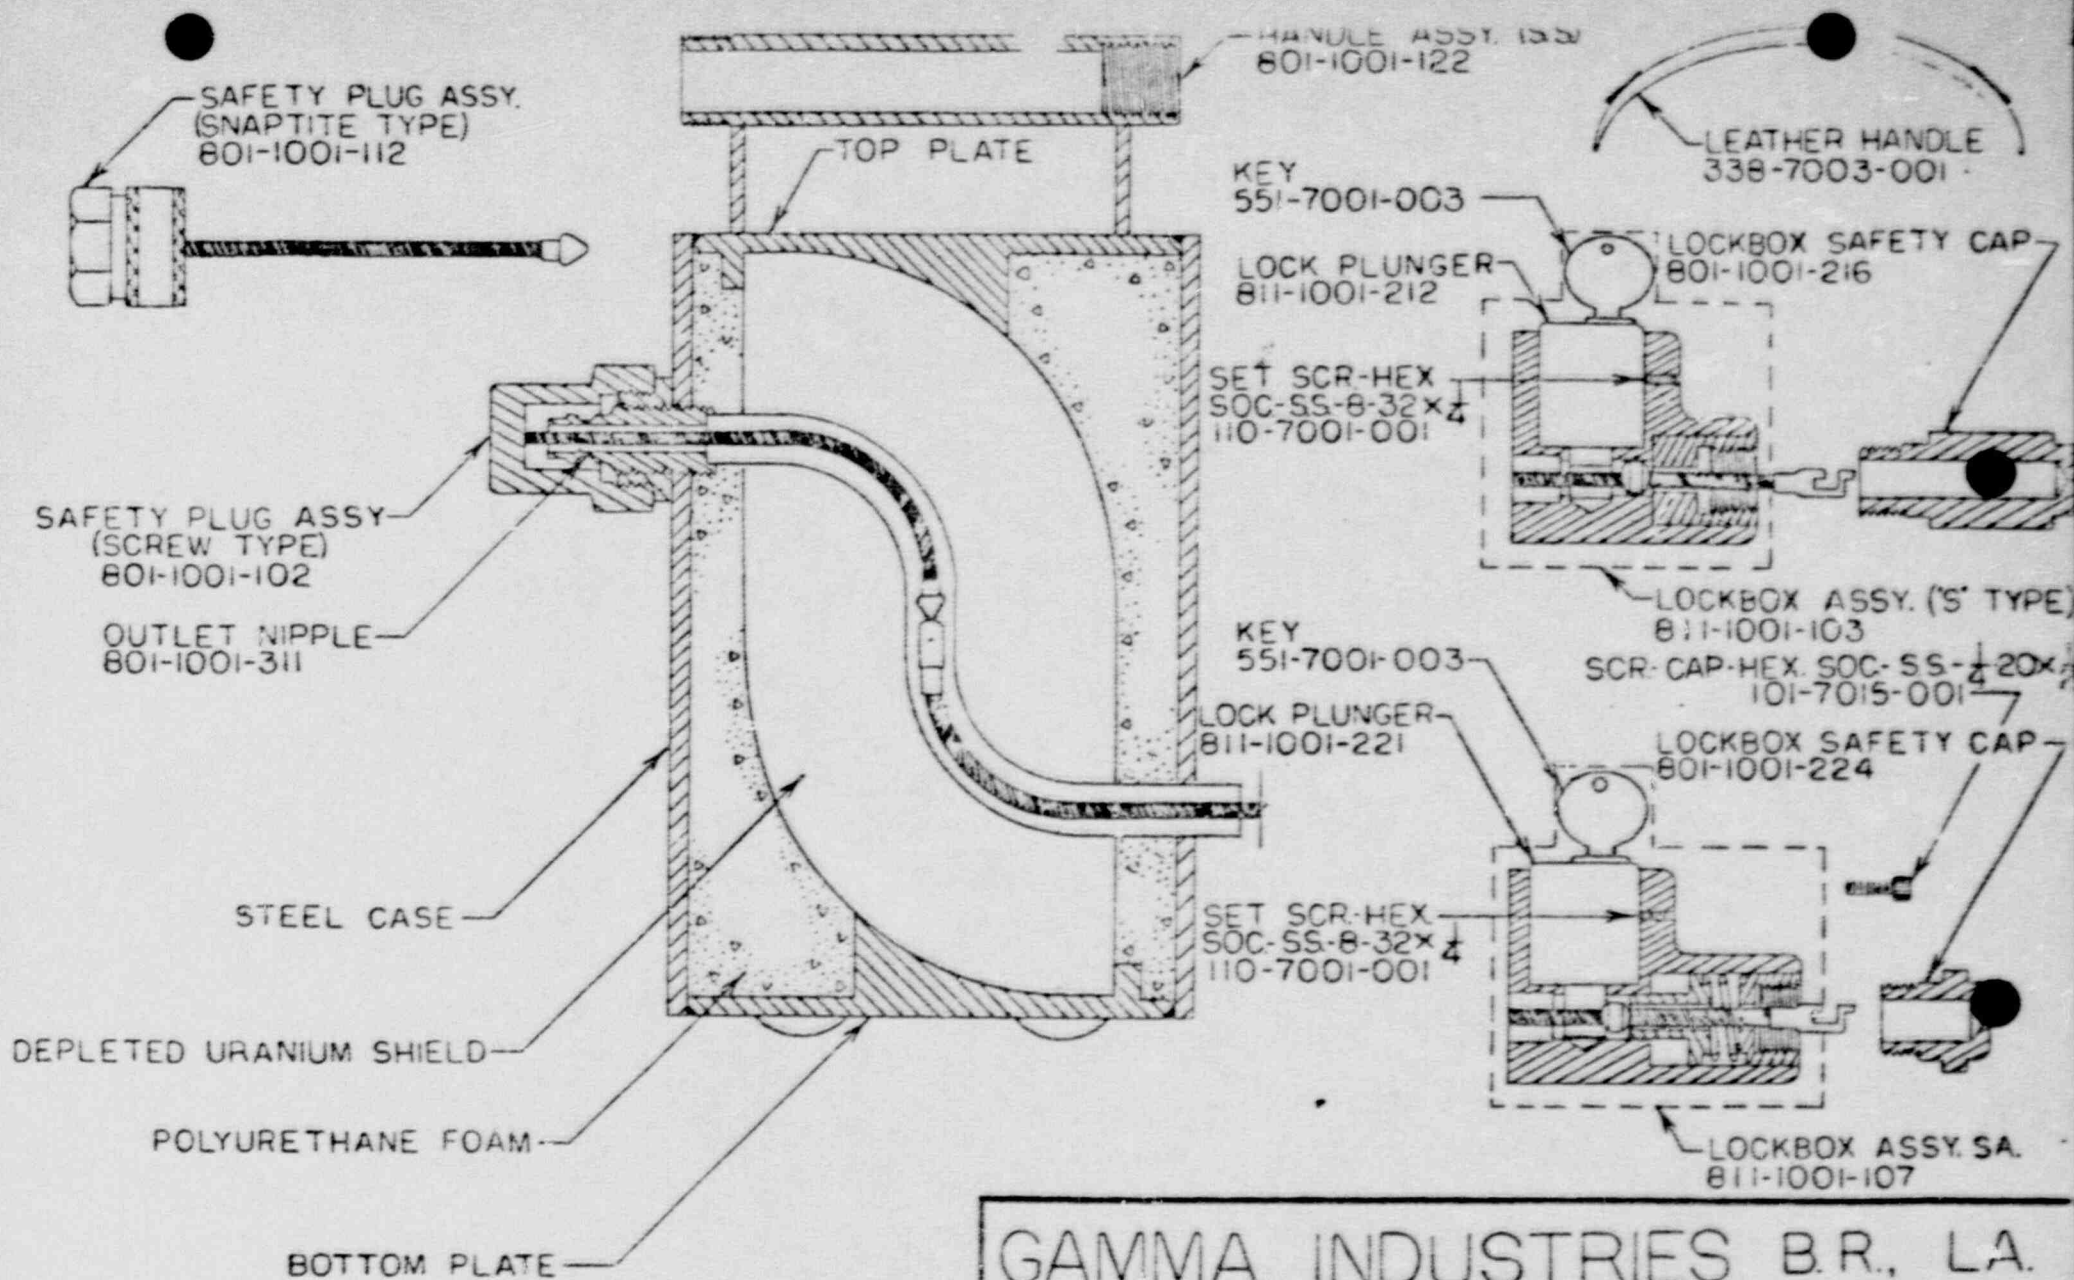 SAFETY PLUG ASSY.
(SNAPTITE TYPE)
801-1001-112
HANDLE ASSY. (S.S)
801-1001-122
TOP PLATE
LEATHER HANDLE
338-7003-001
KEY
551-7001-003
LOCKBOX SAFETY CAP
801-1001-216
LOCK PLUNGER
811-1001-212
SET SCR-HEX
SOC-SS-8-32×1/4
110-7001-001
SAFETY PLUG ASSY
(SCREW TYPE)
801-1001-102
OUTLET NIPPLE
801-1001-311
LOCKBOX ASSY. ("S" TYPE)
811-1001-103
KEY
551-7001-003
SCR-CAP-HEX. SOC-SS-1/4-20×
101-7015-001
LOCK PLUNGER
811-1001-221
LOCKBOX SAFETY CAP
801-1001-224
STEEL CASE
SET SCR-HEX
SOC-SS-8-32×1/4
110-7001-001
DEPLETED URANIUM SHIELD
POLYURETHANE FOAM
LOCKBOX ASSY. SA.
811-1001-107
BOTTOM PLATE
GAMMA INDUSTRIES B.R., LA.